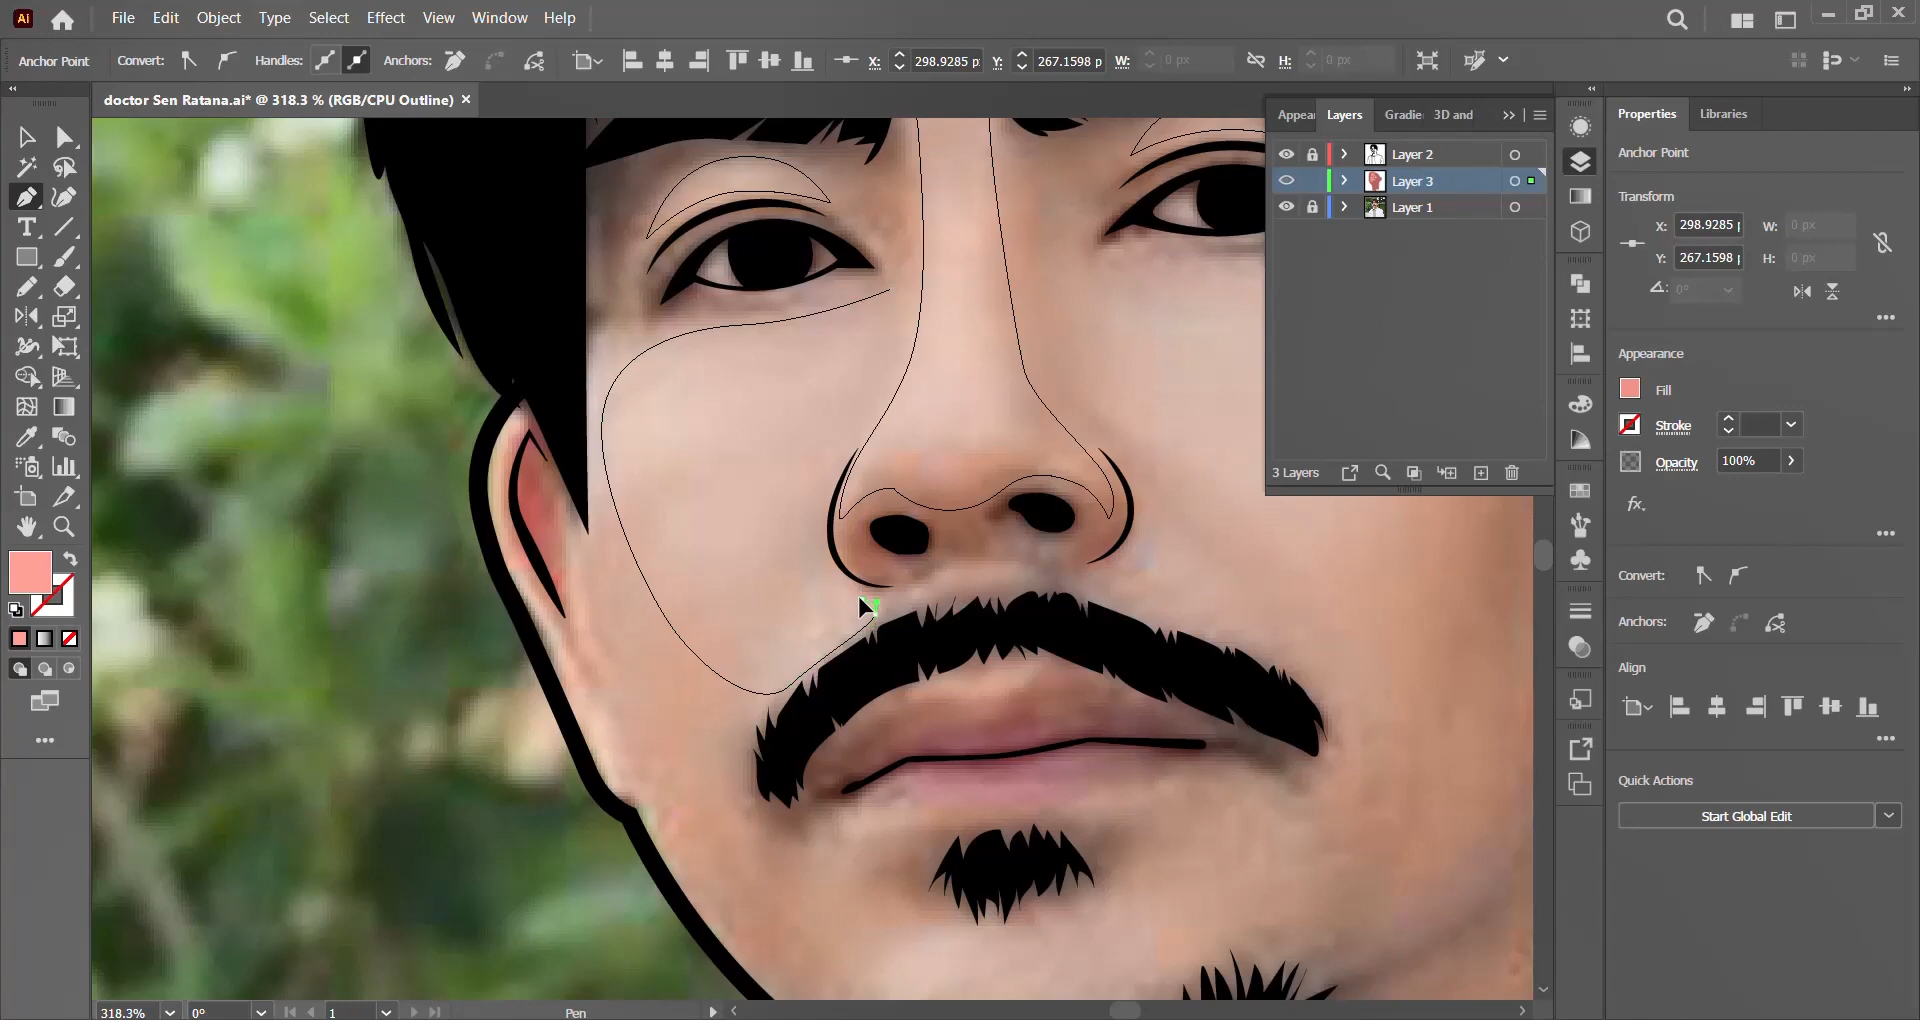 Ai File Edit Object Type Select Effect View Window Help
Anchor Point Convert: Handles: Anchors: X: 298.9285 p Y: 267.1598 p W: 0 px H: 0 px
doctor Sen Ratana.ai* @ 318.3 % (RGB/CPU Outline) ×
Appea Layers Gradie 3D and
Layer 2
Layer 3
Layer 1
3 Layers
Properties Libraries
Anchor Point
Transform
X: 298.9285 W: 0 px
Y: 267.1598 H: 0 px
0°
Appearance
Fill
Stroke
Opacity 100%
fx.
Convert:
Anchors:
Align
Quick Actions
Start Global Edit
318.3% 0° 1 Pen